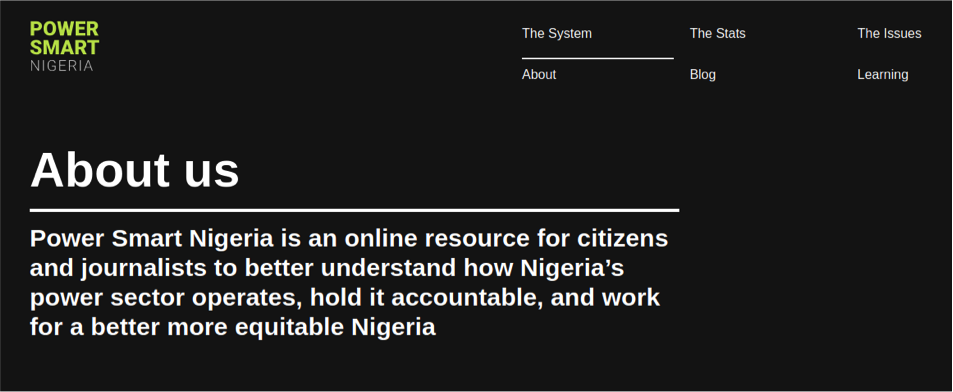 POWER
SMART
NIGERIA
The System
The Stats
The Issues
About
Blog
Learning
About us
Power Smart Nigeria is an online resource for citizens
and journalists to better understand how Nigeria’s
power sector operates, hold it accountable, and work
for a better more equitable Nigeria